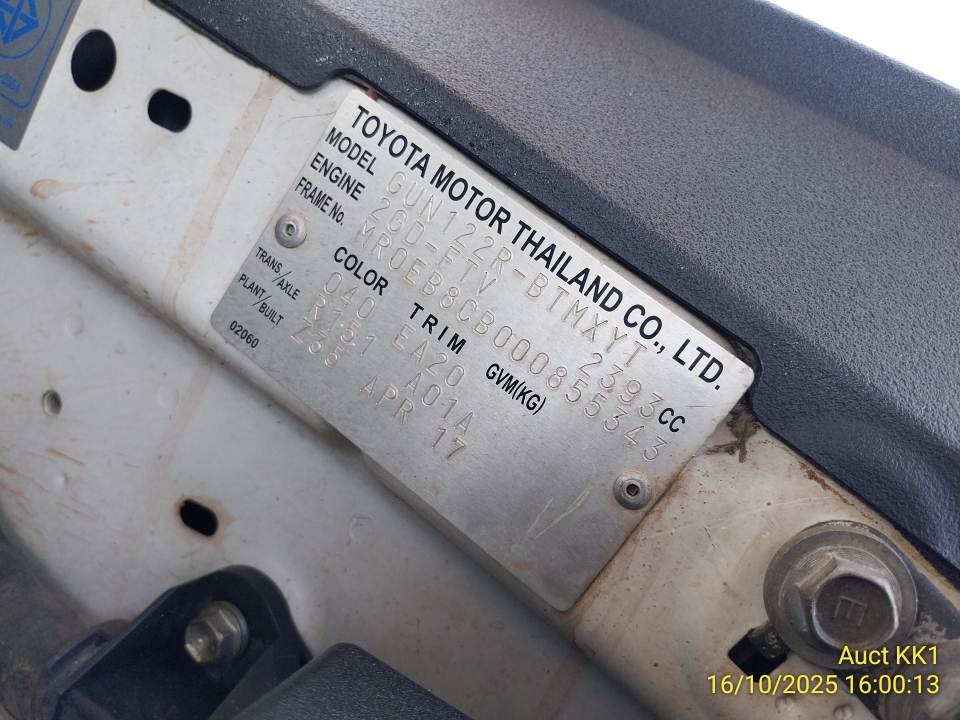 TOYOTA MOTOR THAILAND CO., LTD.
MODEL GUN122R-BTMXYT
ENGINE 2GD-FTV 2393 CC
FRAME No. MR0EB8CB000855343
COLOR TRIM GVM(KG)
040 EA20
TRANS/AXLE R151 A01A
PLANT/BUILT Z35 APR 17
02060
Auct KK1
16/10/2025 16:00:13